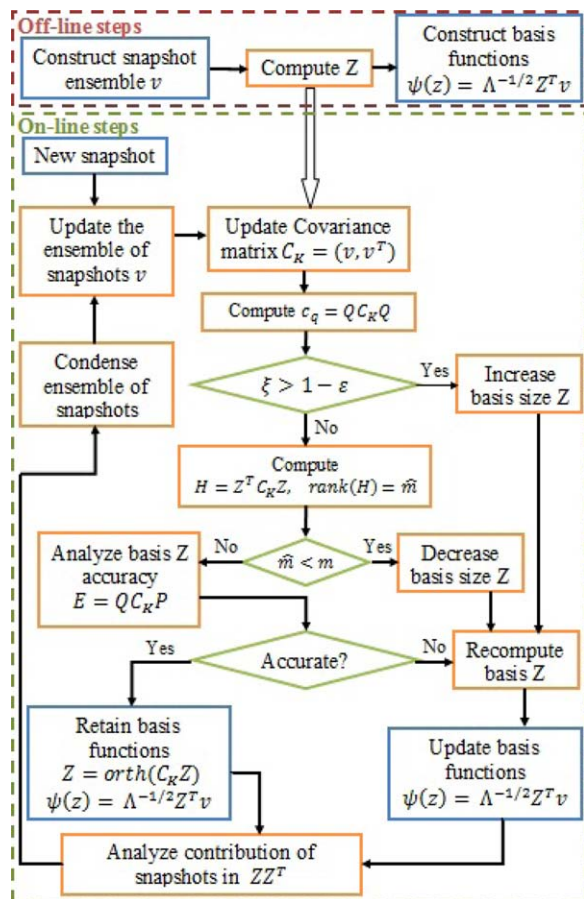 Off-line steps
Construct snapshot
ensemble v
Compute Z
Construct basis
functions
ψ(z) = Λ^{-1/2}Z^T v
On-line steps
New snapshot
Update the
ensemble of
snapshots v
Update Covariance
matrix C_K = (v, v^T)
Compute c_q = QC_KQ
Condense
ensemble of
snapshots
ξ > 1 − ε
Yes
Increase
basis size Z
No
Compute
H = Z^T C_K Z, rank(H) = m̂
Analyze basis Z
accuracy
E = QC_KP
No
m̂ < m
Yes
Decrease
basis size Z
Yes
Accurate?
No
Recompute
basis Z
Retain basis
functions
Z = orth(C_KZ)
ψ(z) = Λ^{-1/2}Z^T v
Update basis
functions
ψ(z) = Λ^{-1/2}Z^T v
Analyze contribution of
snapshots in ZZ^T